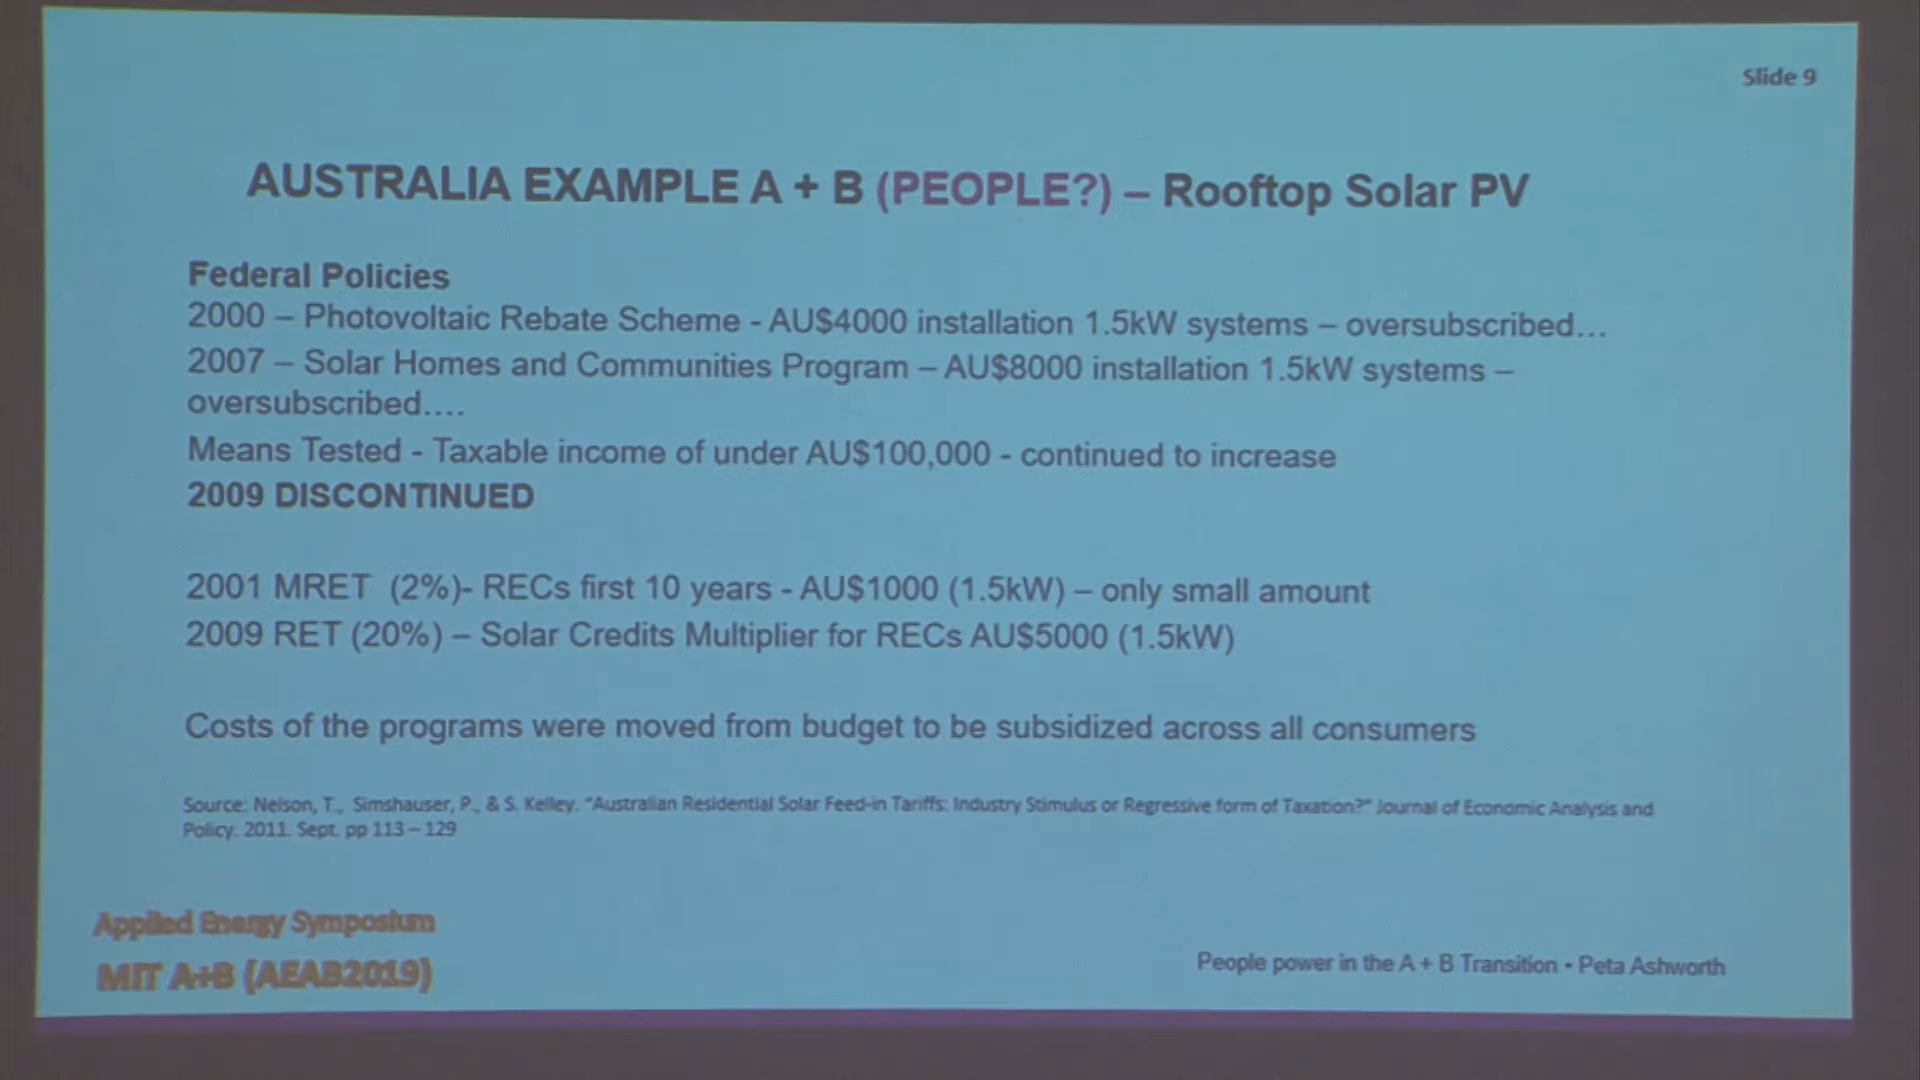 Slide 9
AUSTRALIA EXAMPLE A + B (PEOPLE?) – Rooftop Solar PV
Federal Policies
2000 – Photovoltaic Rebate Scheme - AU$4000 installation 1.5kW systems – oversubscribed…
2007 – Solar Homes and Communities Program – AU$8000 installation 1.5kW systems –
oversubscribed….
Means Tested - Taxable income of under AU$100,000 - continued to increase
2009 DISCONTINUED
2001 MRET (2%)- RECs first 10 years - AU$1000 (1.5kW) – only small amount
2009 RET (20%) – Solar Credits Multiplier for RECs AU$5000 (1.5kW)
Costs of the programs were moved from budget to be subsidized across all consumers
Source: Nelson, T., Simshauser, P., & S. Kelley. "Australian Residential Solar Feed-in Tariffs: Industry Stimulus or Regressive form of Taxation?" Journal of Economic Analysis and
Policy. 2011. Sept. pp 113 – 129
Applied Energy Symposium
MIT A+B (AEAB2019)
People power in the A + B Transition • Peta Ashworth